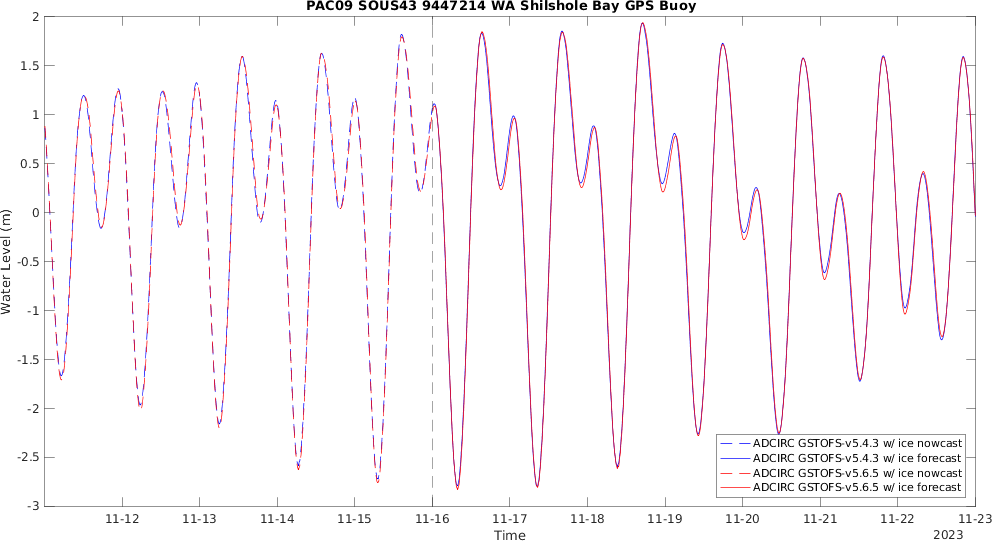 PAC09 SOUS43 9447214 WA Shilshole Bay GPS Buoy
2
1.5
1
0.5
0
-0.5
-1
-1.5
-2
-2.5
-3
Water Level (m)
11-12 11-13 11-14 11-15 11-16 11-17 11-18 11-19 11-20 11-21 11-22 11-23
Time
2023
ADCIRC GSTOFS-v5.4.3 w/ ice nowcast
ADCIRC GSTOFS-v5.4.3 w/ ice forecast
ADCIRC GSTOFS-v5.6.5 w/ ice nowcast
ADCIRC GSTOFS-v5.6.5 w/ ice forecast